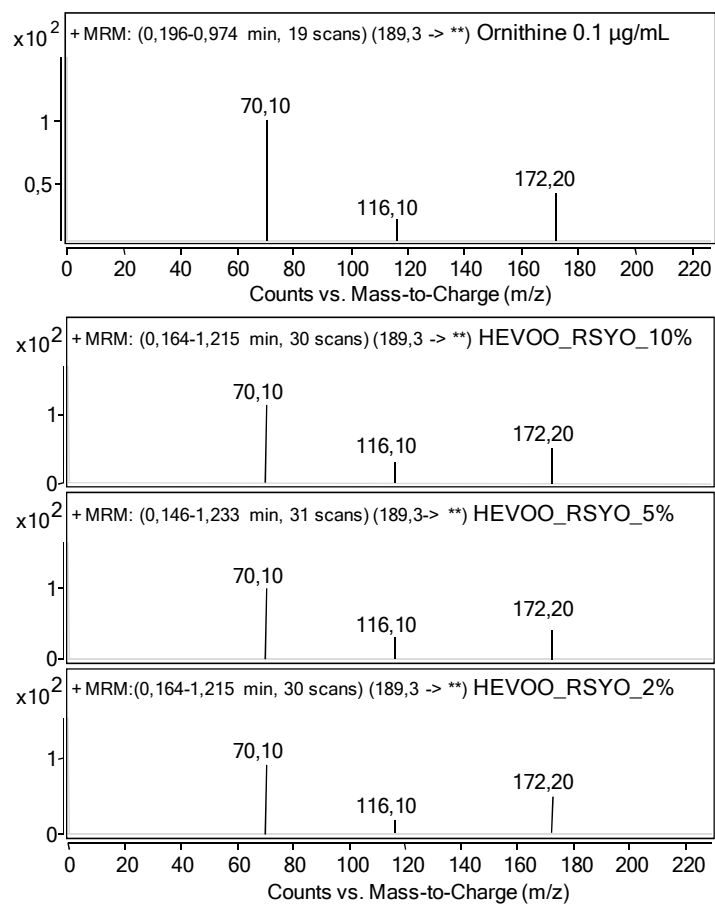 x10²
+ MRM: (0,196-0,974 min, 19 scans) (189,3 -> **) Ornithine 0.1 µg/mL
70,10
1
172,20
0,5
116,10
0 20 40 60 80 100 120 140 160 180 200 220
Counts vs. Mass-to-Charge (m/z)
x10²
+ MRM: (0,164-1,215 min, 30 scans) (189,3 -> **) HEVOO_RSYO_10%
70,10
1
116,10
172,20
0
x10²
+ MRM: (0,146-1,233 min, 31 scans) (189,3-> **) HEVOO_RSYO_5%
70,10
1
116,10
172,20
0
x10²
+ MRM:(0,164-1,215 min, 30 scans) (189,3 -> **) HEVOO_RSYO_2%
70,10
1
116,10
172,20
0
0 20 40 60 80 100 120 140 160 180 200 220
Counts vs. Mass-to-Charge (m/z)